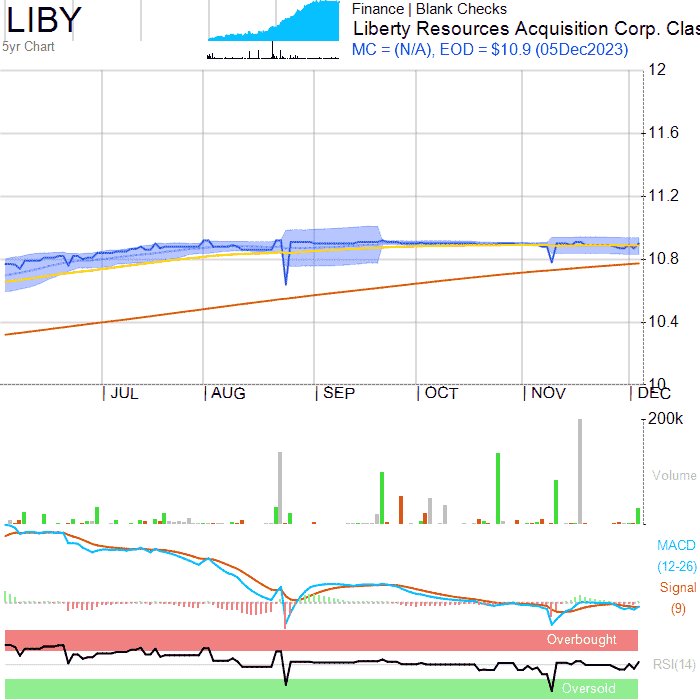 LIBY
5yr Chart
Finance | Blank Checks
Liberty Resources Acquisition Corp. Clas
MC = (N/A), EOD = $10.9 (05Dec2023)
12
11.6
11.2
10.8
10.4
10
JUL AUG SEP OCT NOV DEC
200k
Volume
MACD
(12-26)
Signal
(9)
Overbought
RSI(14)
Oversold